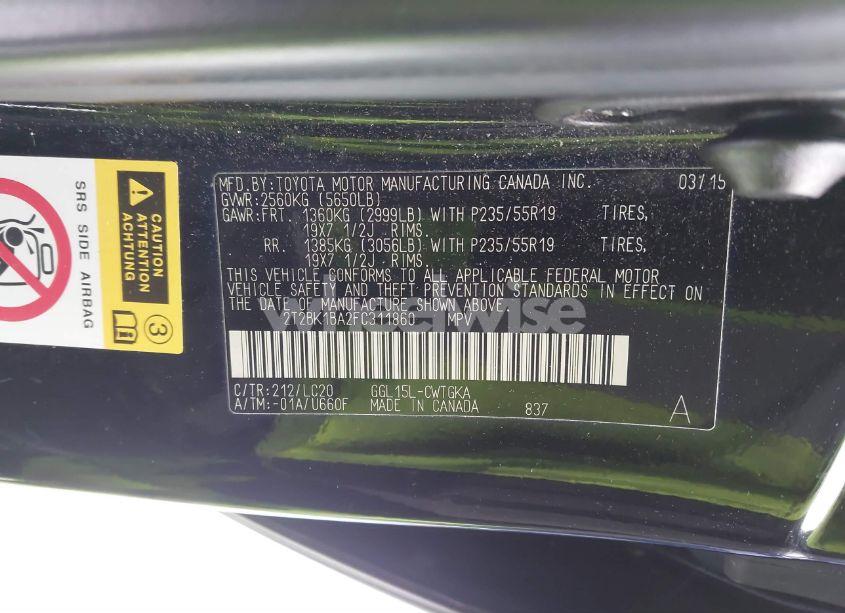 MFD.BY:TOYOTA MOTOR MANUFACTURING CANADA INC. 03/15
GVWR:2560KG (5650LB)
GAWR:FRT. 1360KG (2999LB) WITH P235/55R19 TIRES,
19X7 1/2J RIMS.
RR. 1385KG (3056LB) WITH P235/55R19 TIRES,
19X7 1/2J RIMS.
THIS VEHICLE CONFORMS TO ALL APPLICABLE FEDERAL MOTOR
VEHICLE SAFETY AND THEFT PREVENTION STANDARDS IN EFFECT ON
THE DATE OF MANUFACTURE SHOWN ABOVE.
2T2BK1BA2FC311860 MPV
C/TR:212/LC20 GGL15L-CWTGKA
A/TM:-01A/U660F MADE IN CANADA 837 A
SRS SIDE AIRBAG
CAUTION
ATTENTION
ACHTUNG
3